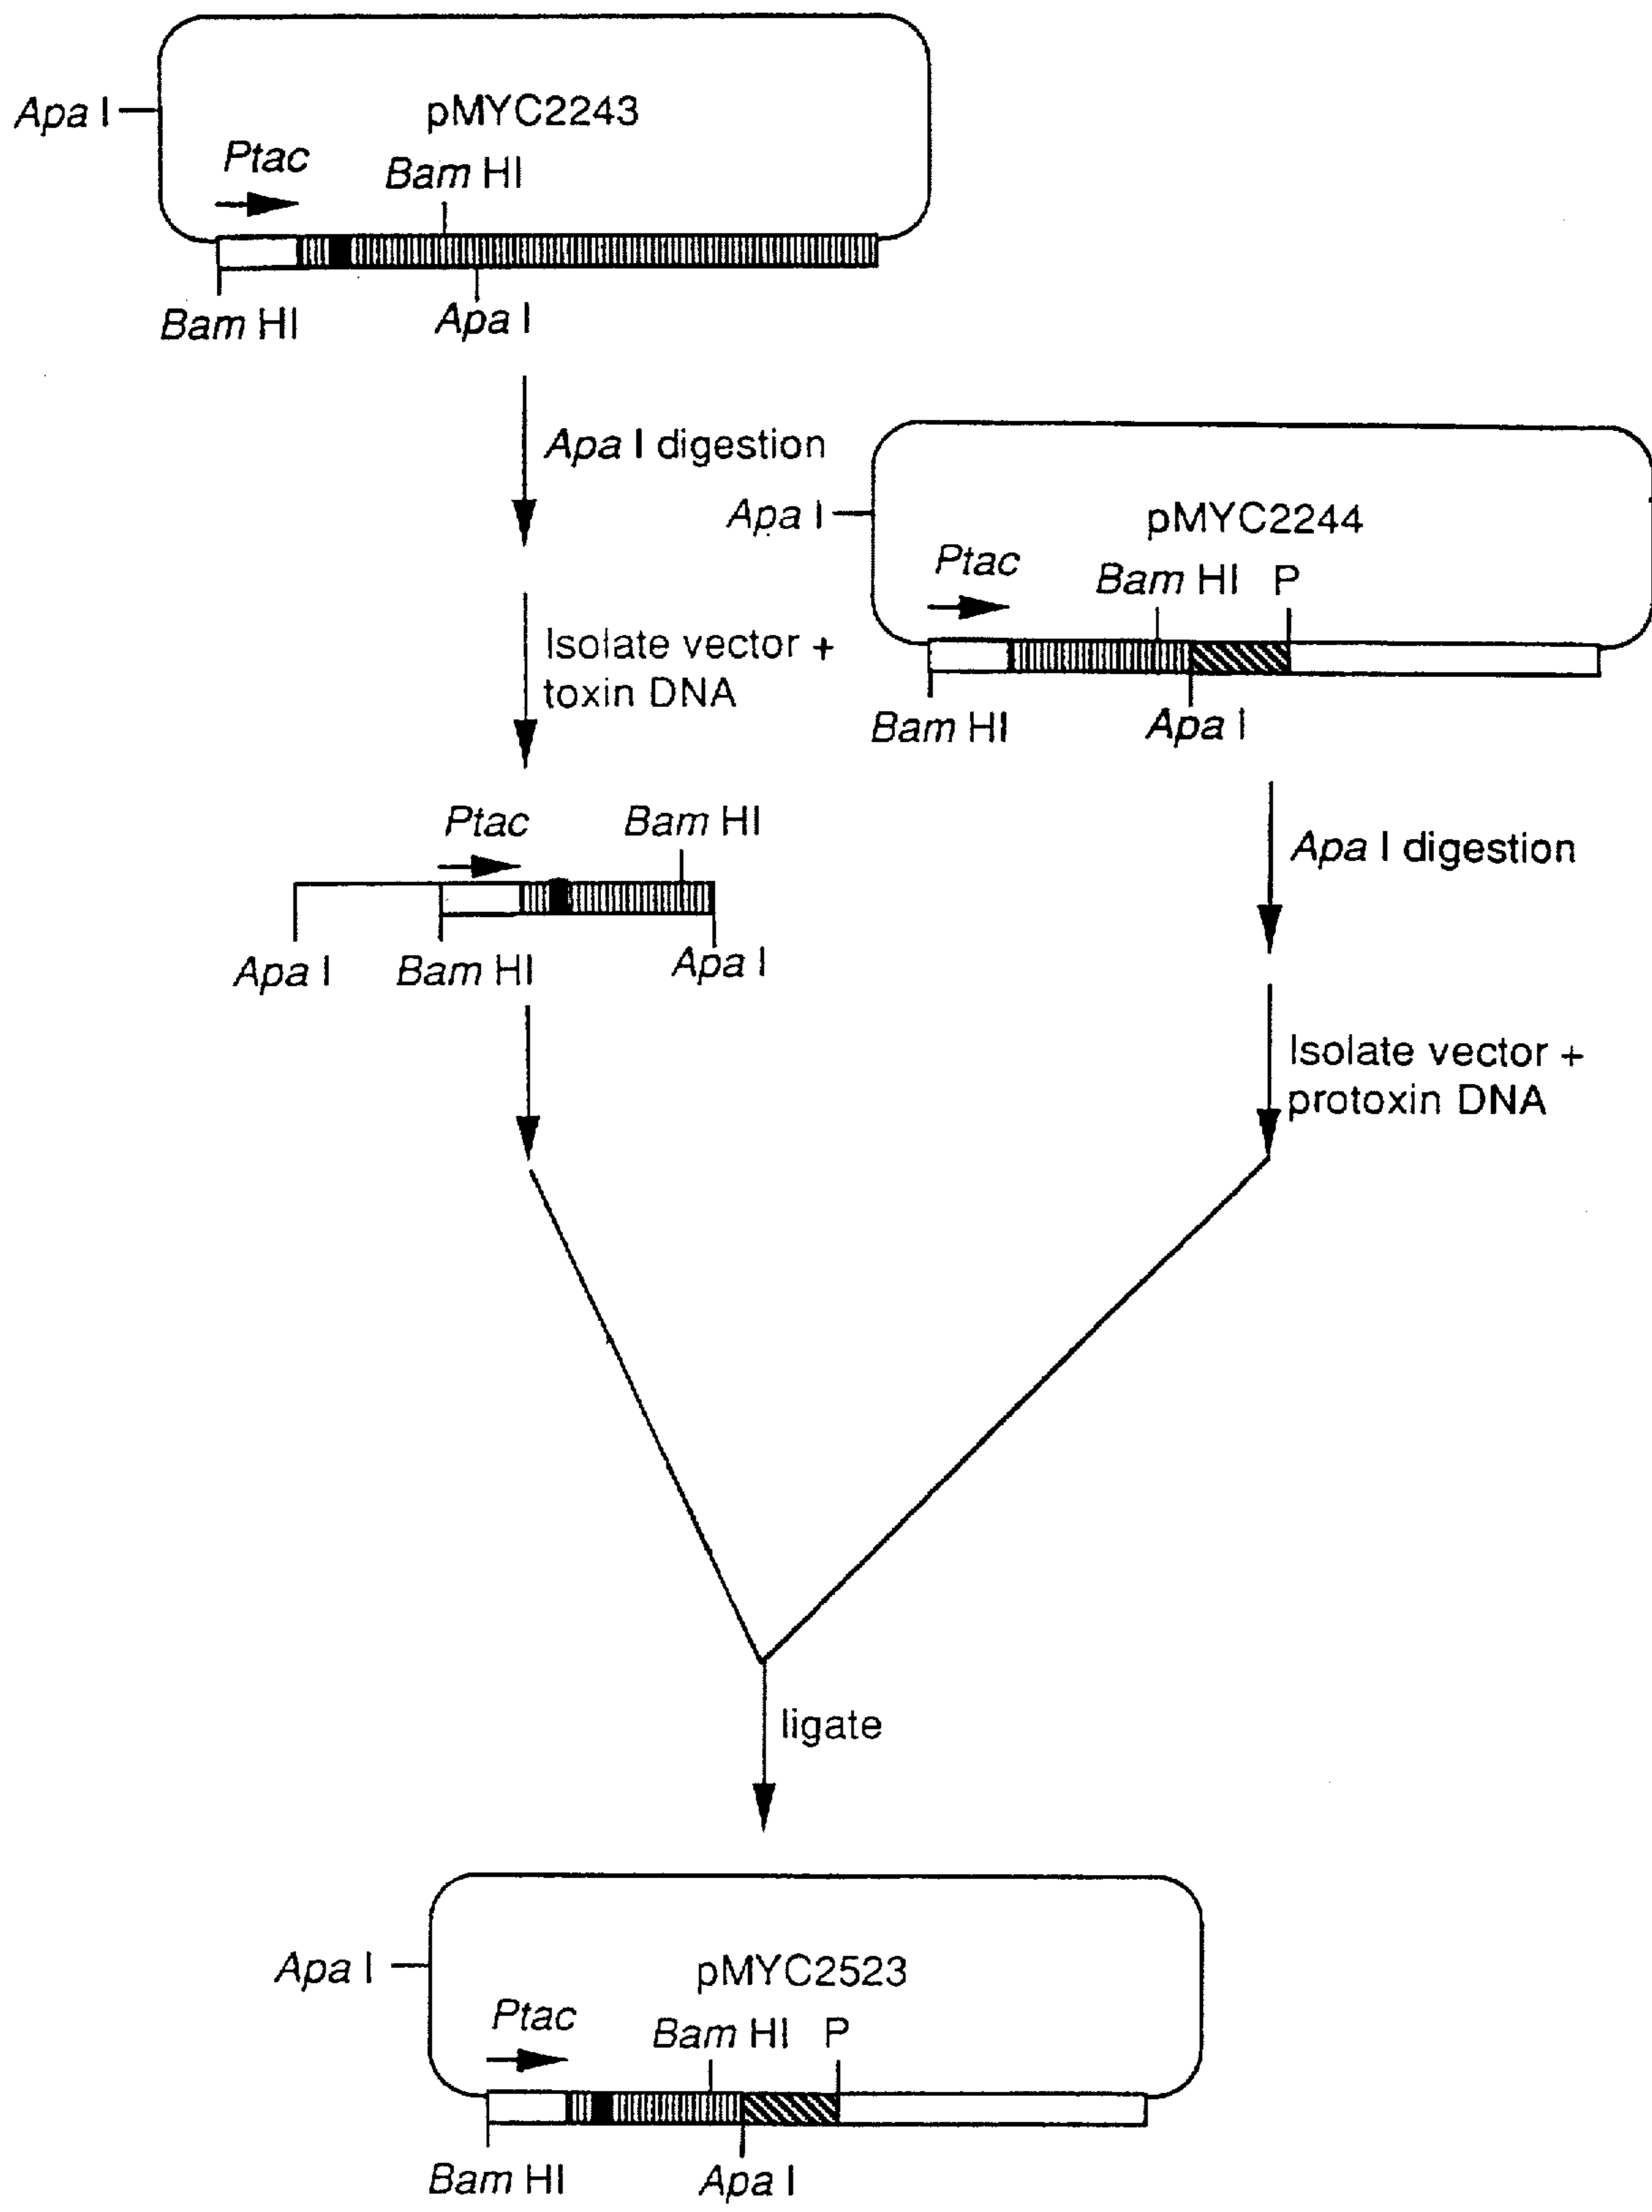 Apa I
pMYC2243
Ptac
Bam HI
Bam HI
Apa I
Apa I digestion
Isolate vector +
toxin DNA
Apa I
pMYC2244
Ptac
Bam HI P
Bam HI
Apa I
Ptac
Bam HI
Apa I
Bam HI
Apa I
Apa I digestion
Isolate vector +
protoxin DNA
ligate
Apa I
pMYC2523
Ptac
Bam HI P
Bam HI
Apa I